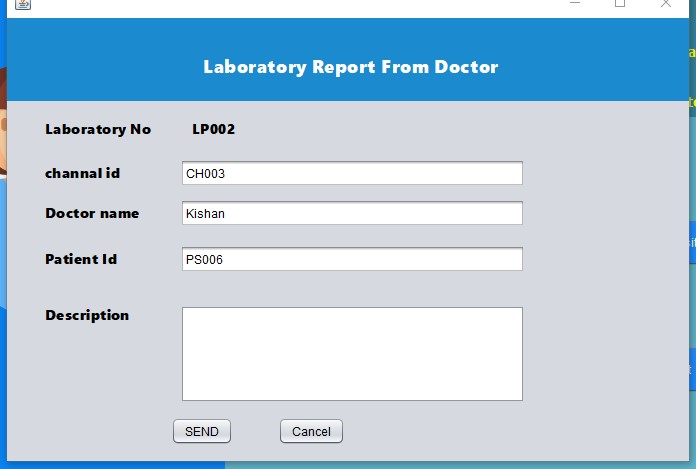 Laboratory Report From Doctor
Laboratory No LP002
channal id CH003
Doctor name Kishan
Patient Id PS006
Description
SEND Cancel